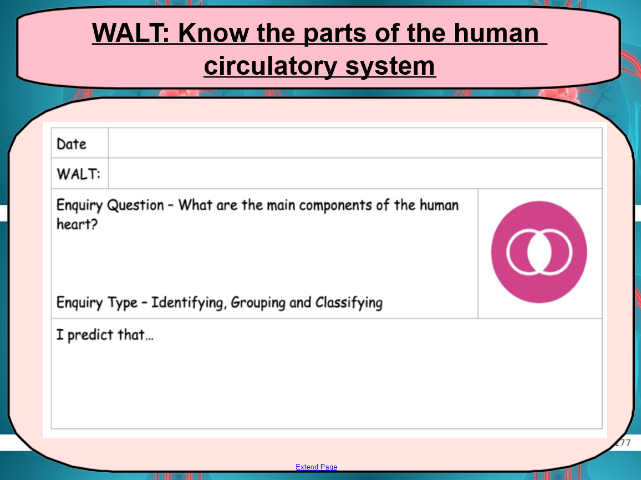 WALT: Know the parts of the human
circulatory system
Date
WALT:
Enquiry Question – What are the main components of the human
heart?
Enquiry Type – Identifying, Grouping and Classifying
I predict that...
277
Extend Page